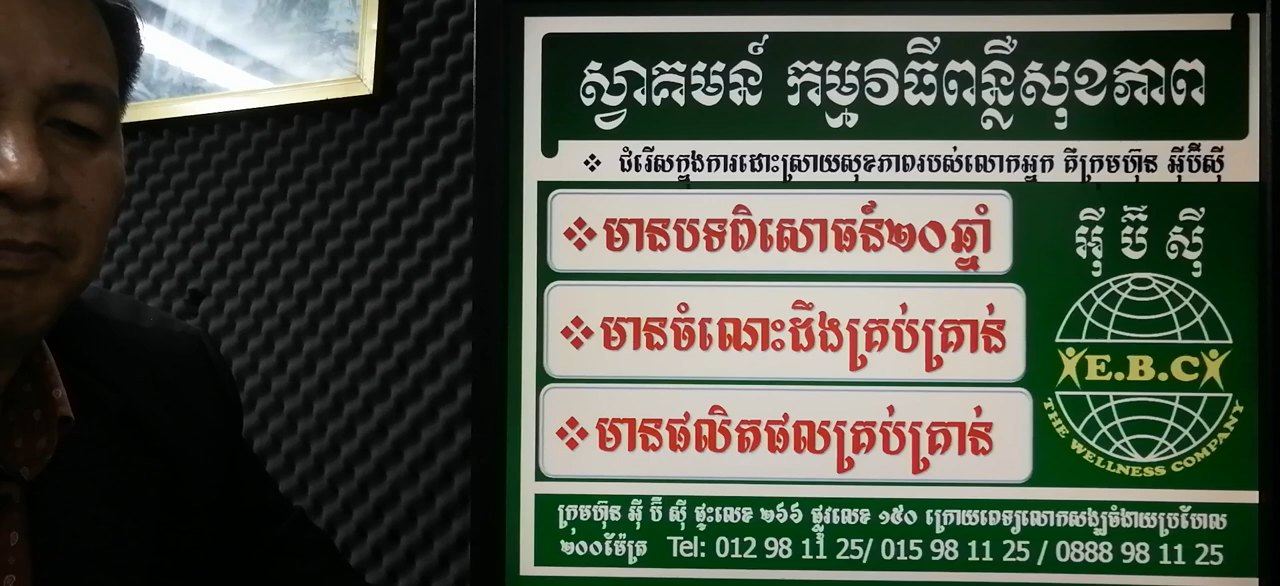 ស្វាគមន៍ កម្មវិធីពន្លឺសុខភាព
❖ ជំរើសក្នុងការដោះស្រាយសុខភាពរបស់លោកអ្នក គឺក្រមហ៊ុន អ៊ីប៊ីស៊ី
❖មានបទពិសោធន៍២០ឆ្នាំ
❖មានចំណេះដឹងគ្រប់គ្រាន់
❖មានផលិតផលគ្រប់គ្រាន់
អ៊ី ប៊ី ស៊ី
E.B.C
THE WELLNESS COMPANY
ក្រុមហ៊ុន អ៊ី ប៊ី ស៊ី ផ្ទះលេខ ២៦៦ ផ្លូវលេខ ១៥០ ក្រោយពេទ្យលោកសង្ឃចំងាយប្រហែល
២០០ម៉ែត្រ Tel: 012 98 11 25/ 015 98 11 25 / 0888 98 11 25